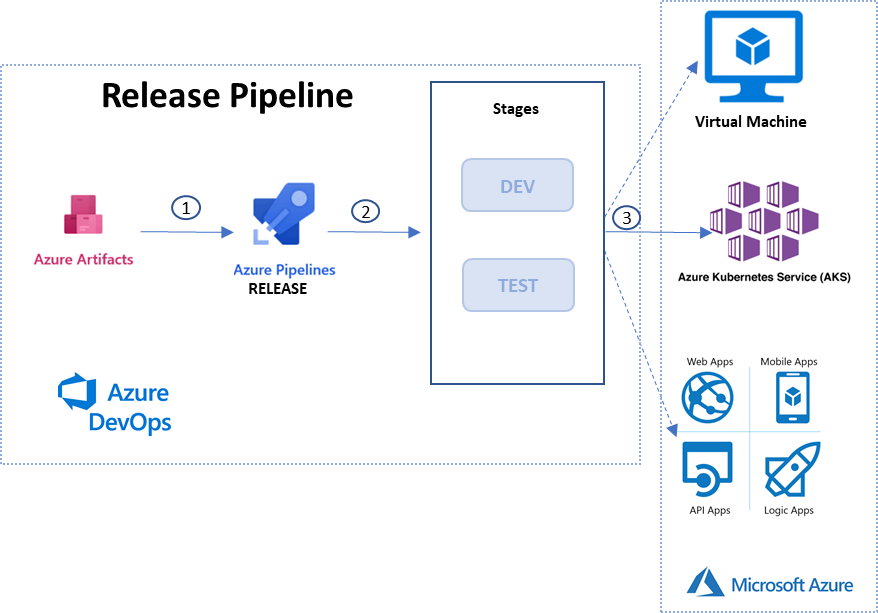 Release Pipeline
Stages
DEV
TEST
1
2
3
Azure Artifacts
Azure Pipelines
RELEASE
Azure
DevOps
Virtual Machine
Azure Kubernetes Service (AKS)
Web Apps
Mobile Apps
API Apps
Logic Apps
Microsoft Azure